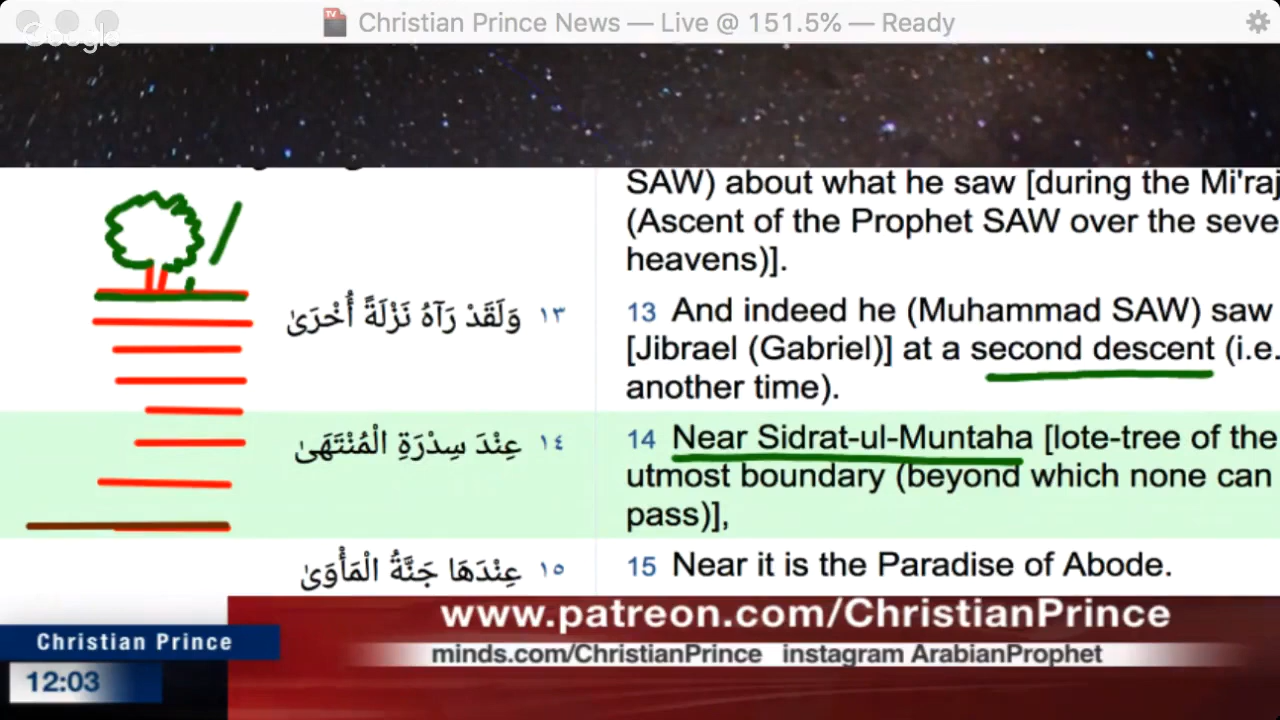 Christian Prince News — Live @ 151.5% — Ready
Google
SAW) about what he saw [during the Mi'raj
(Ascent of the Prophet SAW over the seve
heavens)].
١٣ وَلَقَدْ رَآهُ نَزْلَةً أُخْرَىٰ
13 And indeed he (Muhammad SAW) saw
[Jibrael (Gabriel)] at a second descent (i.e.
another time).
١٤ عِنْدَ سِدْرَةِ الْمُنْتَهَىٰ
14 Near Sidrat-ul-Muntaha [lote-tree of the
utmost boundary (beyond which none can
pass)],
١٥ عِنْدَهَا جَنَّةُ الْمَأْوَىٰ
15 Near it is the Paradise of Abode.
www.patreon.com/ChristianPrince
Christian Prince
minds.com/ChristianPrince instagram ArabianProphet
12:03